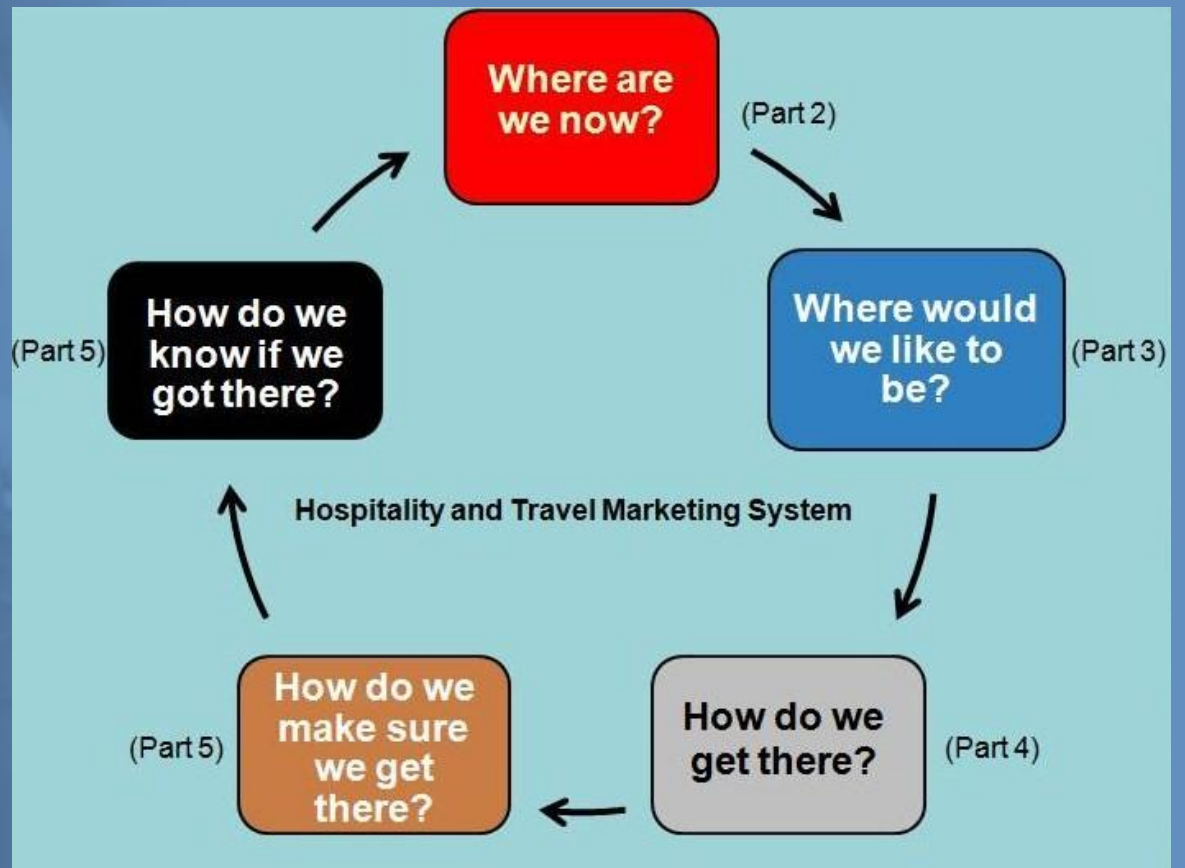 Where are
we now?
(Part 2)
Where would
we like to
be?
(Part 3)
How do we
get there?
(Part 4)
How do we
make sure
we get
there?
(Part 5)
How do we
know if we
got there?
(Part 5)
Hospitality and Travel Marketing System